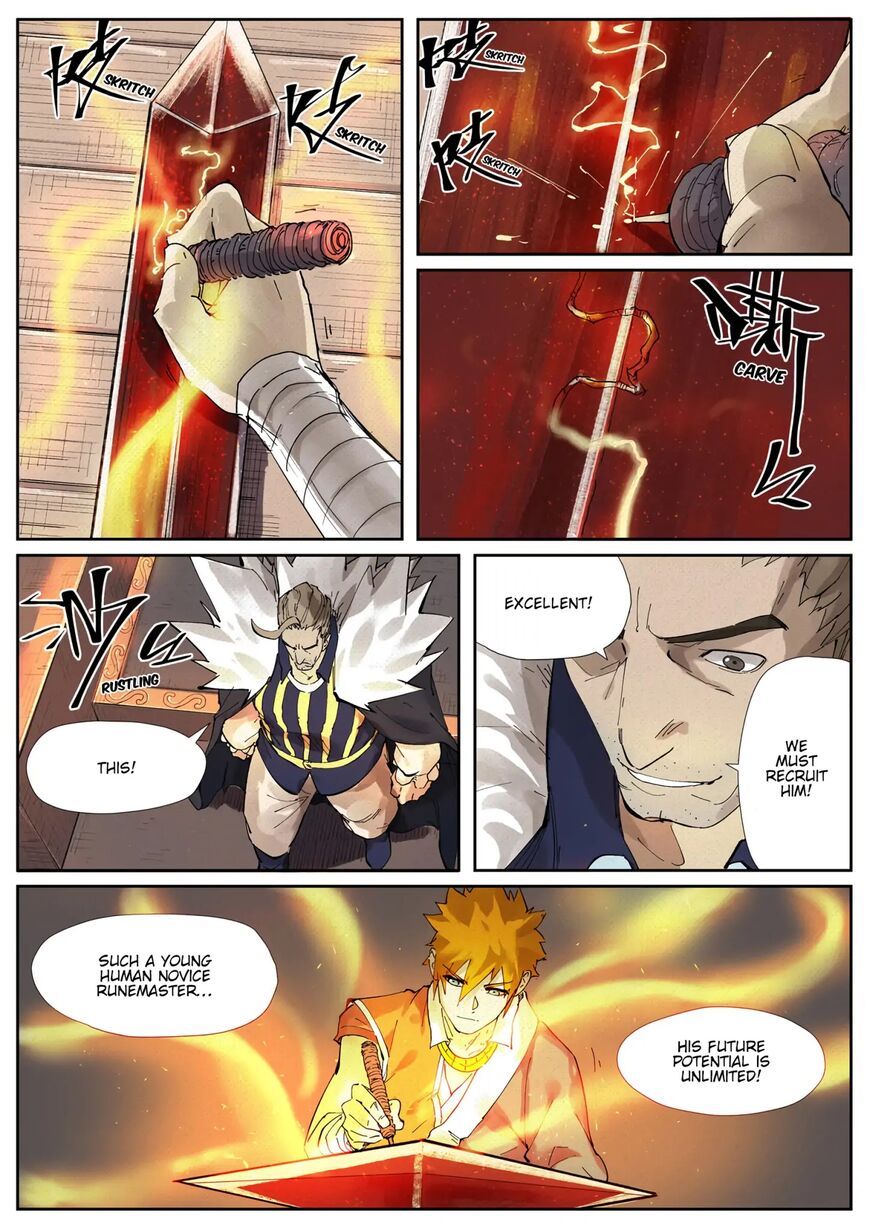 SKRITCH
SKRITCH
SKRITCH
SKRITCH
CARVE
RUSTLING
THIS!
EXCELLENT!
WE
MUST
RECRUIT
HIM!
SUCH A YOUNG
HUMAN NOVICE
RUNEMASTER...
HIS FUTURE
POTENTIAL IS
UNLIMITED!